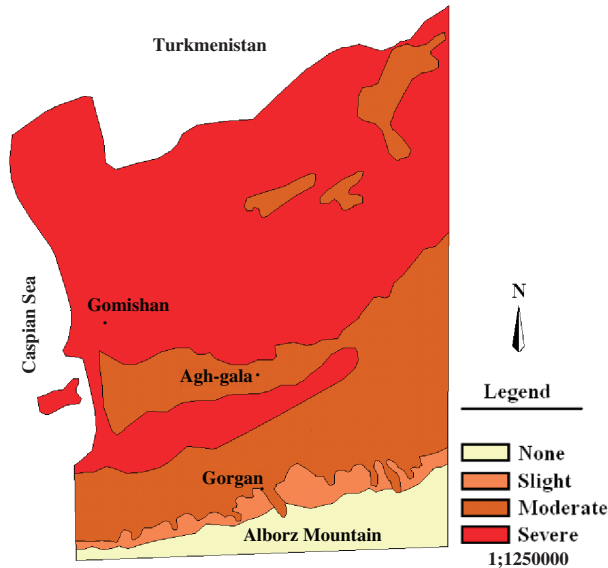 Turkmenistan
Caspian Sea
Gomishan
Agh-gala
Gorgan
Alborz Mountain
N
Legend
None
Slight
Moderate
Severe
1;1250000